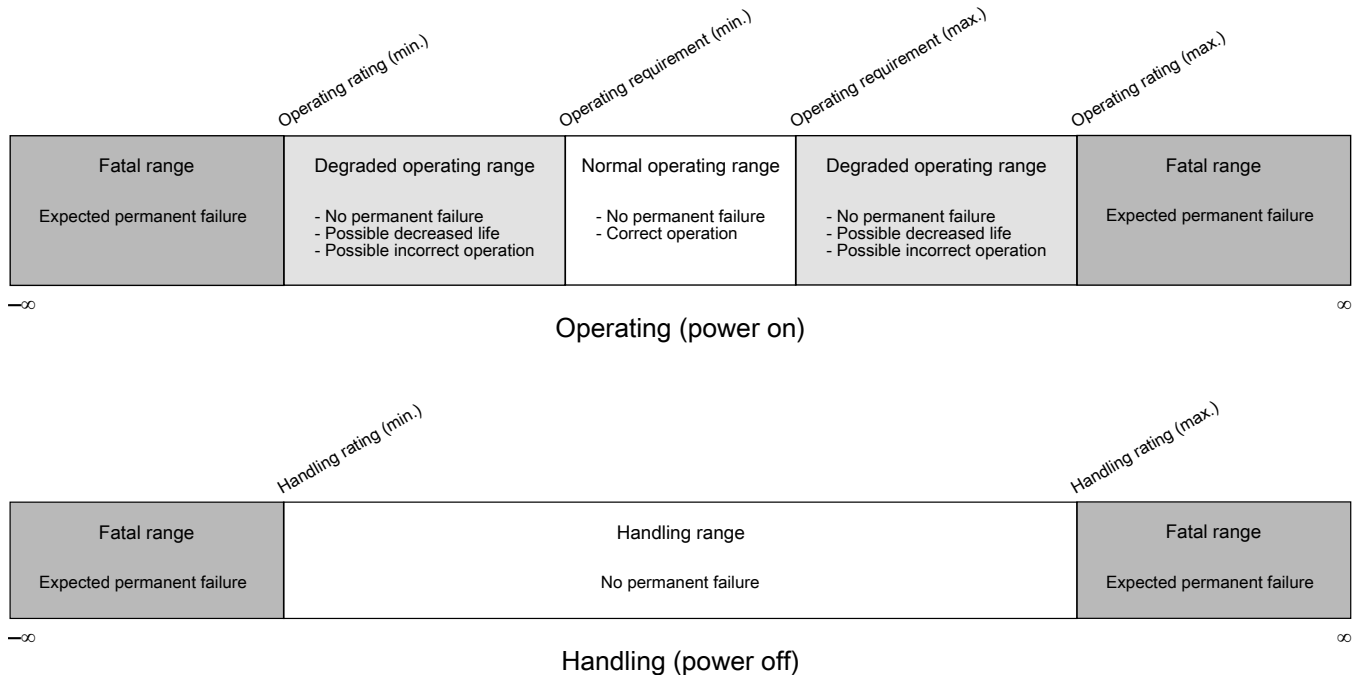 Operating rating (min.)
Operating requirement (min.)
Operating requirement (max.)
Operating rating (max.)
Fatal range
Expected permanent failure
Degraded operating range
- No permanent failure
- Possible decreased life
- Possible incorrect operation
Normal operating range
- No permanent failure
- Correct operation
Degraded operating range
- No permanent failure
- Possible decreased life
- Possible incorrect operation
Fatal range
Expected permanent failure
–∞
∞
Operating (power on)
Handling rating (min.)
Handling rating (max.)
Fatal range
Expected permanent failure
Handling range
No permanent failure
Fatal range
Expected permanent failure
–∞
∞
Handling (power off)